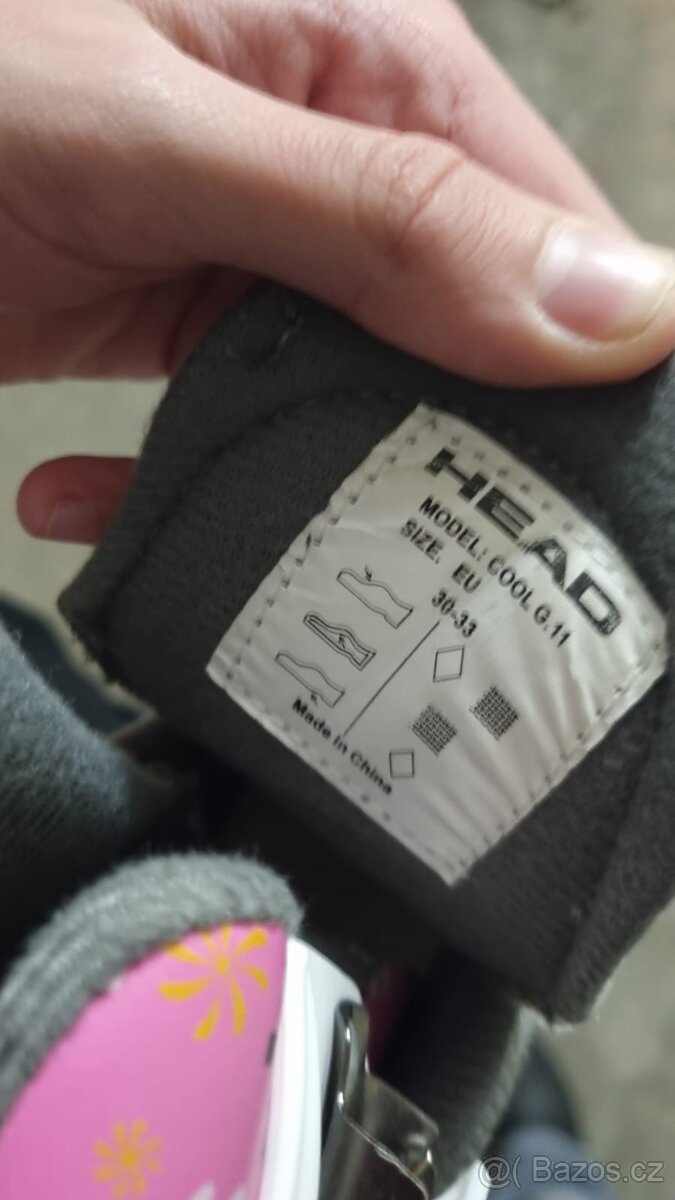 HEAD
MODEL: COOL G.11
SIZE. EU
30-33
Made in China
@( Bazos.cz